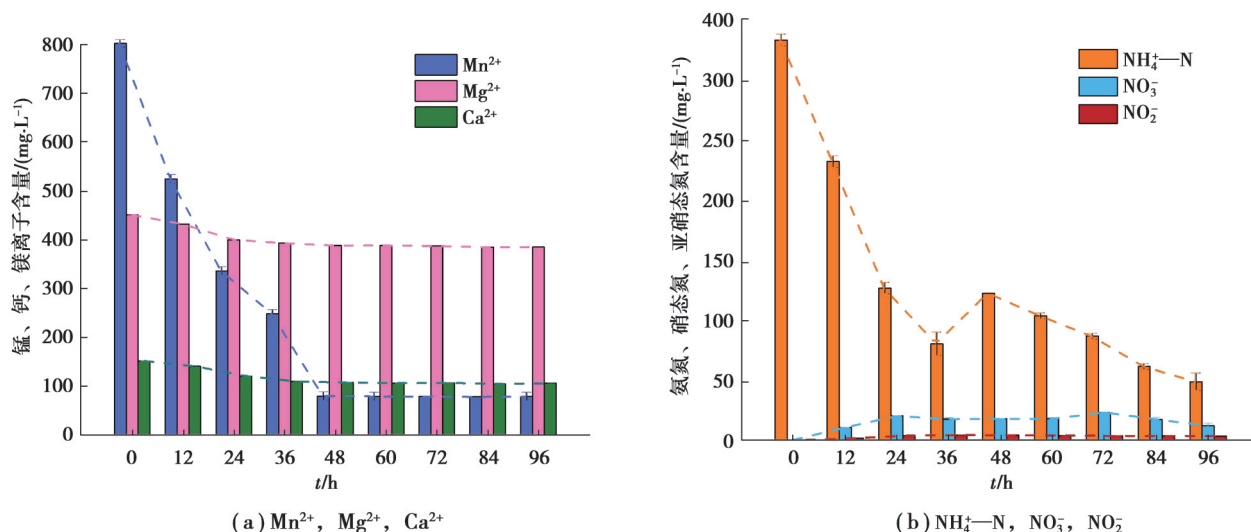 锰、钙、镁离子含量/(mg·L⁻¹)
800
700
600
500
400
300
200
100
0
Mn²⁺
Mg²⁺
Ca²⁺
0 12 24 36 48 60 72 84 96
t/h
(a) Mn²⁺, Mg²⁺, Ca²⁺
氨氮、硝态氮、亚硝态氮含量/(mg·L⁻¹)
400
300
250
200
150
100
50
0
NH₄⁺—N
NO₃⁻
NO₂⁻
0 12 24 36 48 60 72 84 96
t/h
(b) NH₄⁺—N, NO₃⁻, NO₂⁻